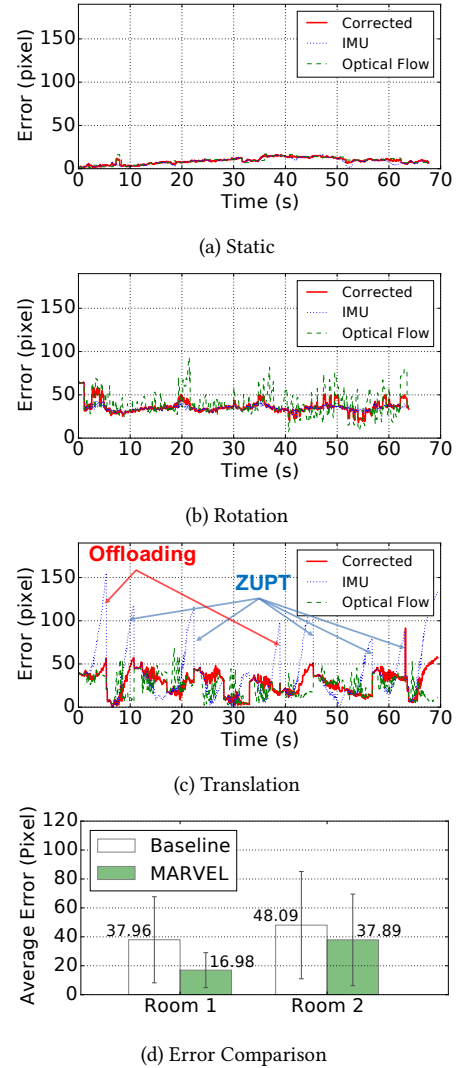 150
100
50
0
Error (pixel)
Corrected
IMU
Optical Flow
0 10 20 30 40 50 60 70
Time (s)
(a) Static
150
100
50
0
Error (pixel)
Corrected
IMU
Optical Flow
0 10 20 30 40 50 60 70
Time (s)
(b) Rotation
Offloading
ZUPT
150
100
50
0
Error (pixel)
Corrected
IMU
Optical Flow
0 10 20 30 40 50 60 70
Time (s)
(c) Translation
120
100
80
60
40
20
0
Average Error (Pixel)
Baseline
MARVEL
37.96
16.98
48.09
37.89
Room 1 Room 2
(d) Error Comparison